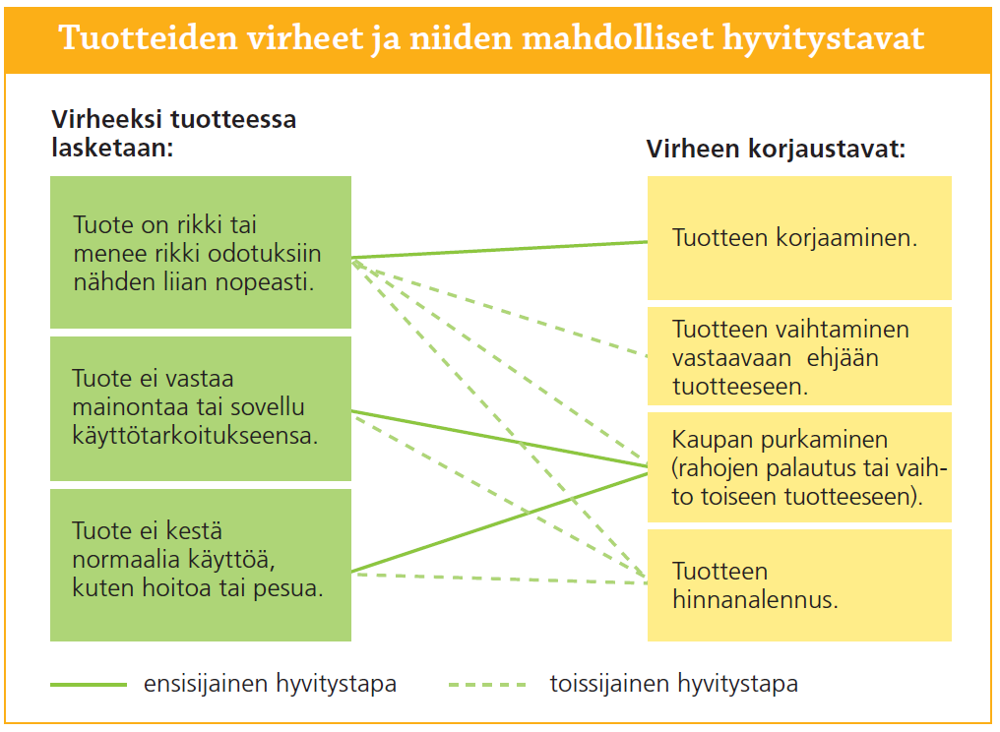 Tuotteiden virheet ja niiden mahdolliset hyvitystavat
Virheeksi tuotteessa
lasketaan:
Tuote on rikki tai
menee rikki odotuksiin
nähden liian nopeasti.
Tuote ei vastaa
mainontaa tai sovellu
käyttötarkoitukseensa.
Tuote ei kestä
normaalia käyttöä,
kuten hoitoa tai pesua.
Virheen korjaustavat:
Tuotteen korjaaminen.
Tuotteen vaihtaminen
vastaavaan ehjään
tuotteeseen.
Kaupan purkaminen
(rahojen palautus tai vaih-
to toiseen tuotteeseen).
Tuotteen
hinnanalennus.
ensisijainen hyvitystapa
toissijainen hyvitystapa